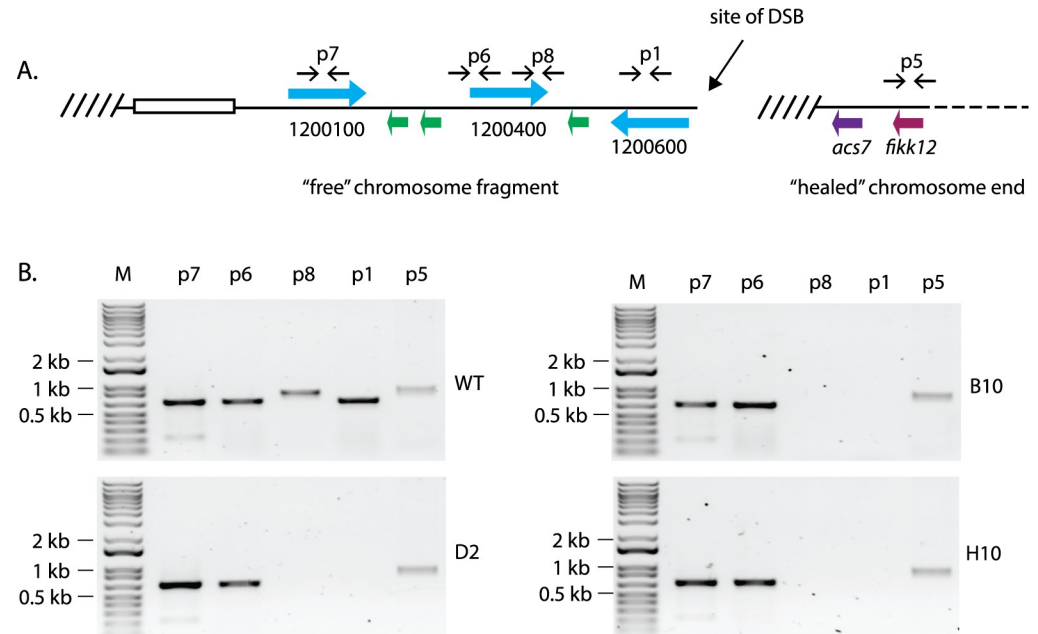 site of DSB
A.
p7
p6
p8
p1
p5
1200100
1200400
1200600
acs7
fikk12
“free” chromosome fragment
“healed” chromosome end
B.
M p7 p6 p8 p1 p5
2 kb
1 kb
0.5 kb
WT
M p7 p6 p8 p1 p5
2 kb
1 kb
0.5 kb
B10
2 kb
1 kb
0.5 kb
D2
2 kb
1 kb
0.5 kb
H10